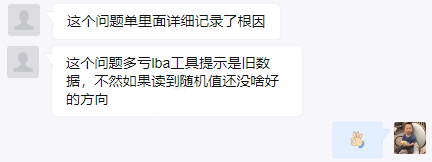 这个问题单里面详细记录了根因
这个问题多亏lba工具提示是旧数
据，不然如果读到随机值还没啥好
的方向